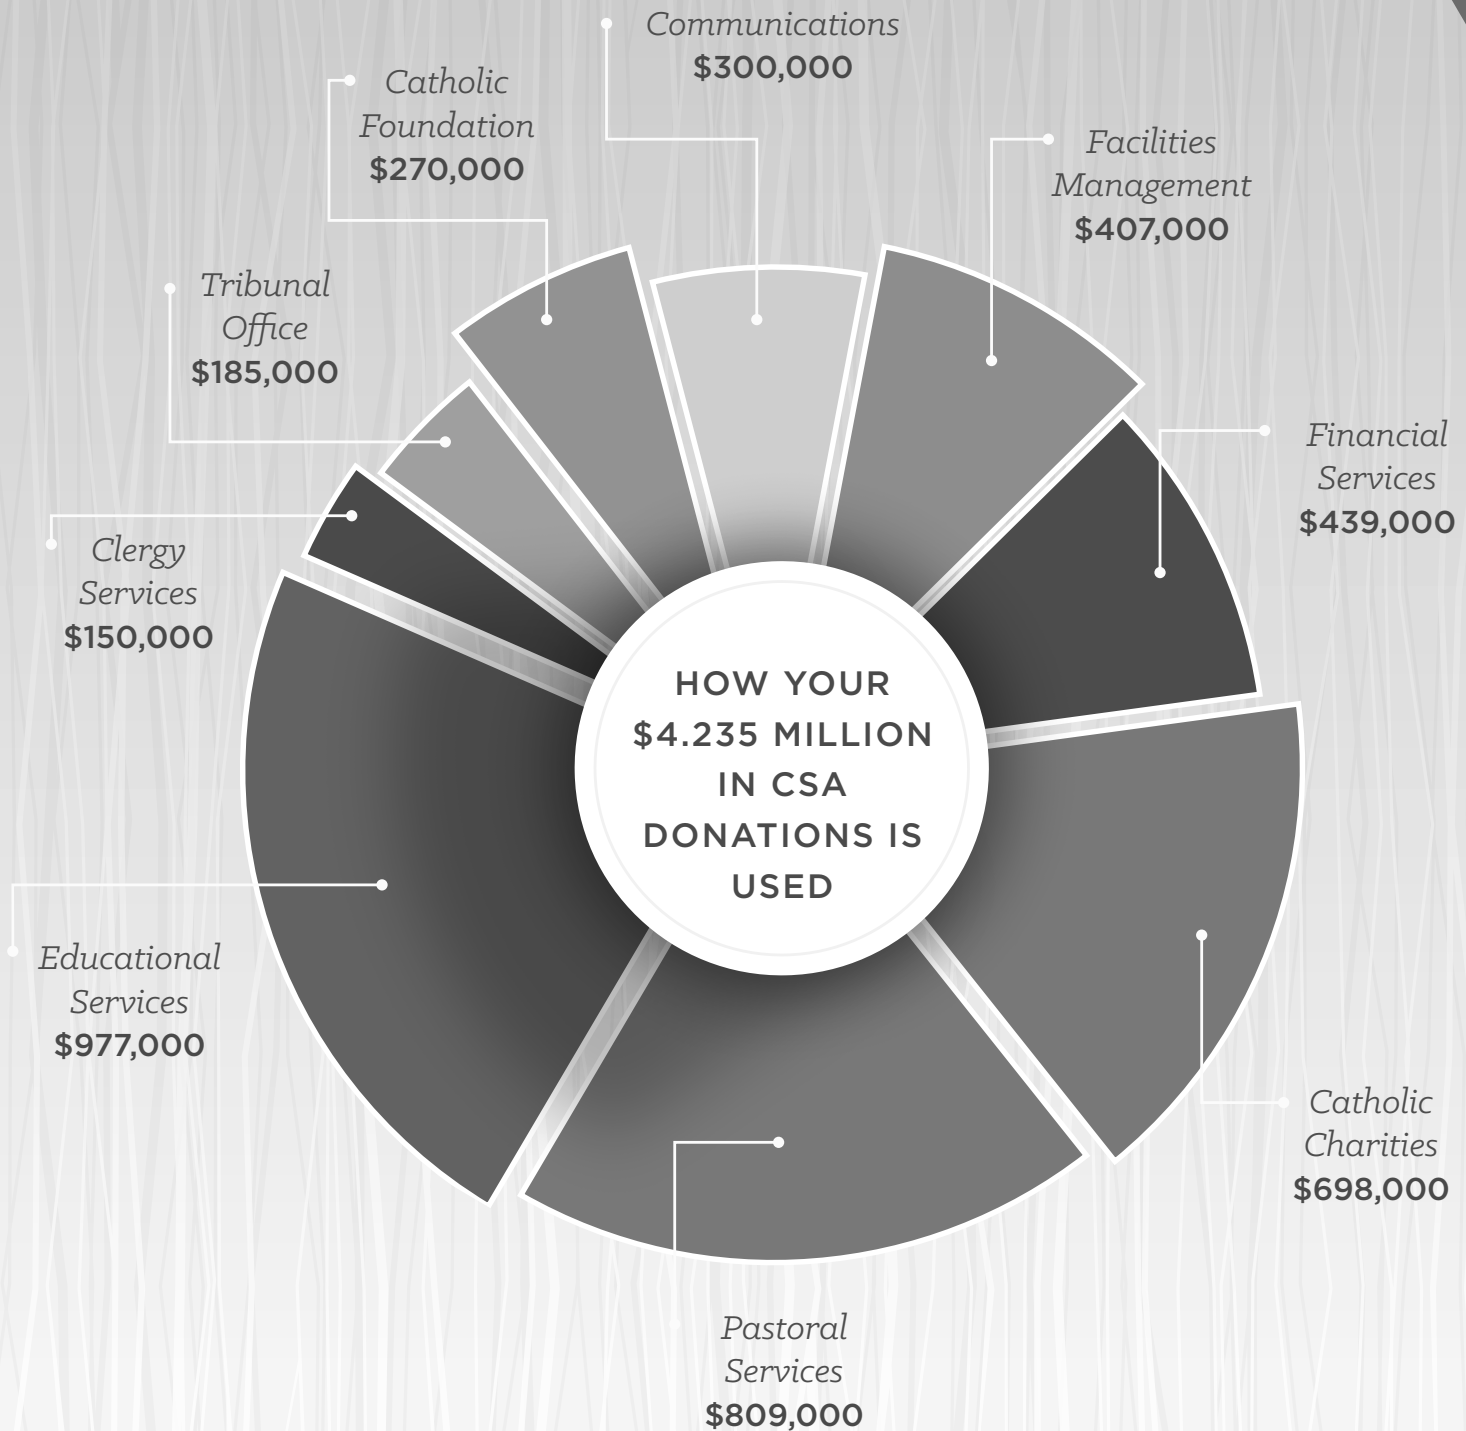 Communications
$300,000
Catholic
Foundation
$270,000
Facilities
Management
$407,000
Tribunal
Office
$185,000
Financial
Services
$439,000
Clergy
Services
$150,000
HOW YOUR
$4.235 MILLION
IN CSA
DONATIONS IS
USED
Educational
Services
$977,000
Catholic
Charities
$698,000
Pastoral
Services
$809,000